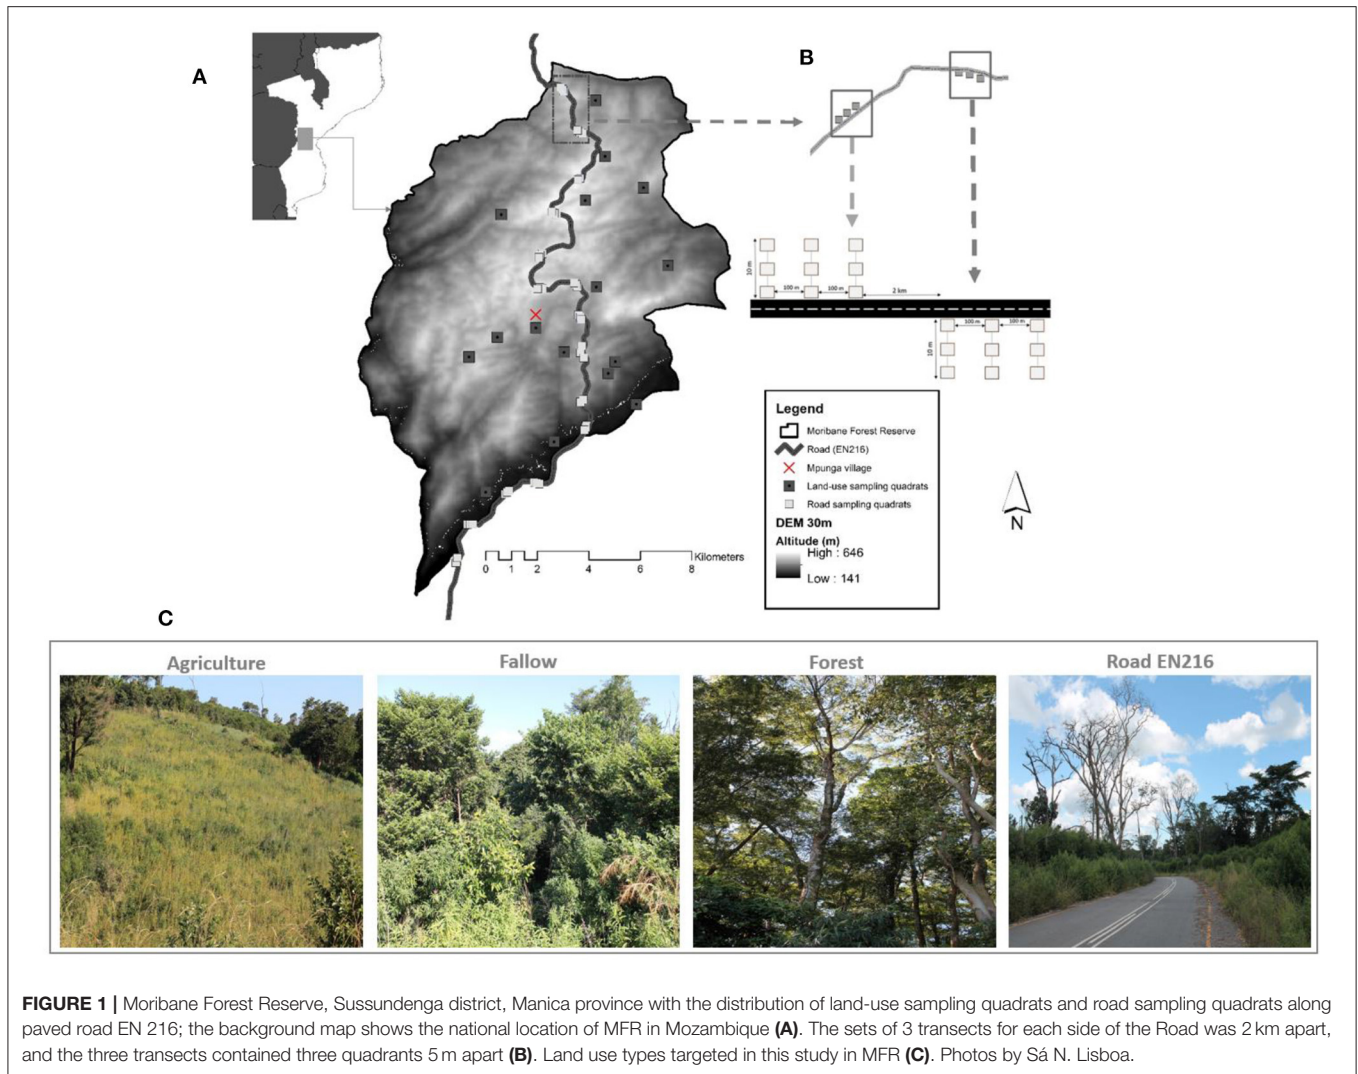 A
B
10 m
100 m
100 m
2 km
100 m
100 m
10 m
Legend
Moribane Forest Reserve
Road (EN216)
Mpunga village
Land-use sampling quadrats
Road sampling quadrats
DEM 30m
Altitude (m)
High : 646
Low : 141
N
Kilometers
0 1 2 4 6 8
C
Agriculture Fallow Forest Road EN216
FIGURE 1 | Moribane Forest Reserve, Sussundenga district, Manica province with the distribution of land-use sampling quadrats and road sampling quadrats along
paved road EN 216; the background map shows the national location of MFR in Mozambique (A). The sets of 3 transects for each side of the Road was 2 km apart,
and the three transects contained three quadrants 5 m apart (B). Land use types targeted in this study in MFR (C). Photos by Sá N. Lisboa.